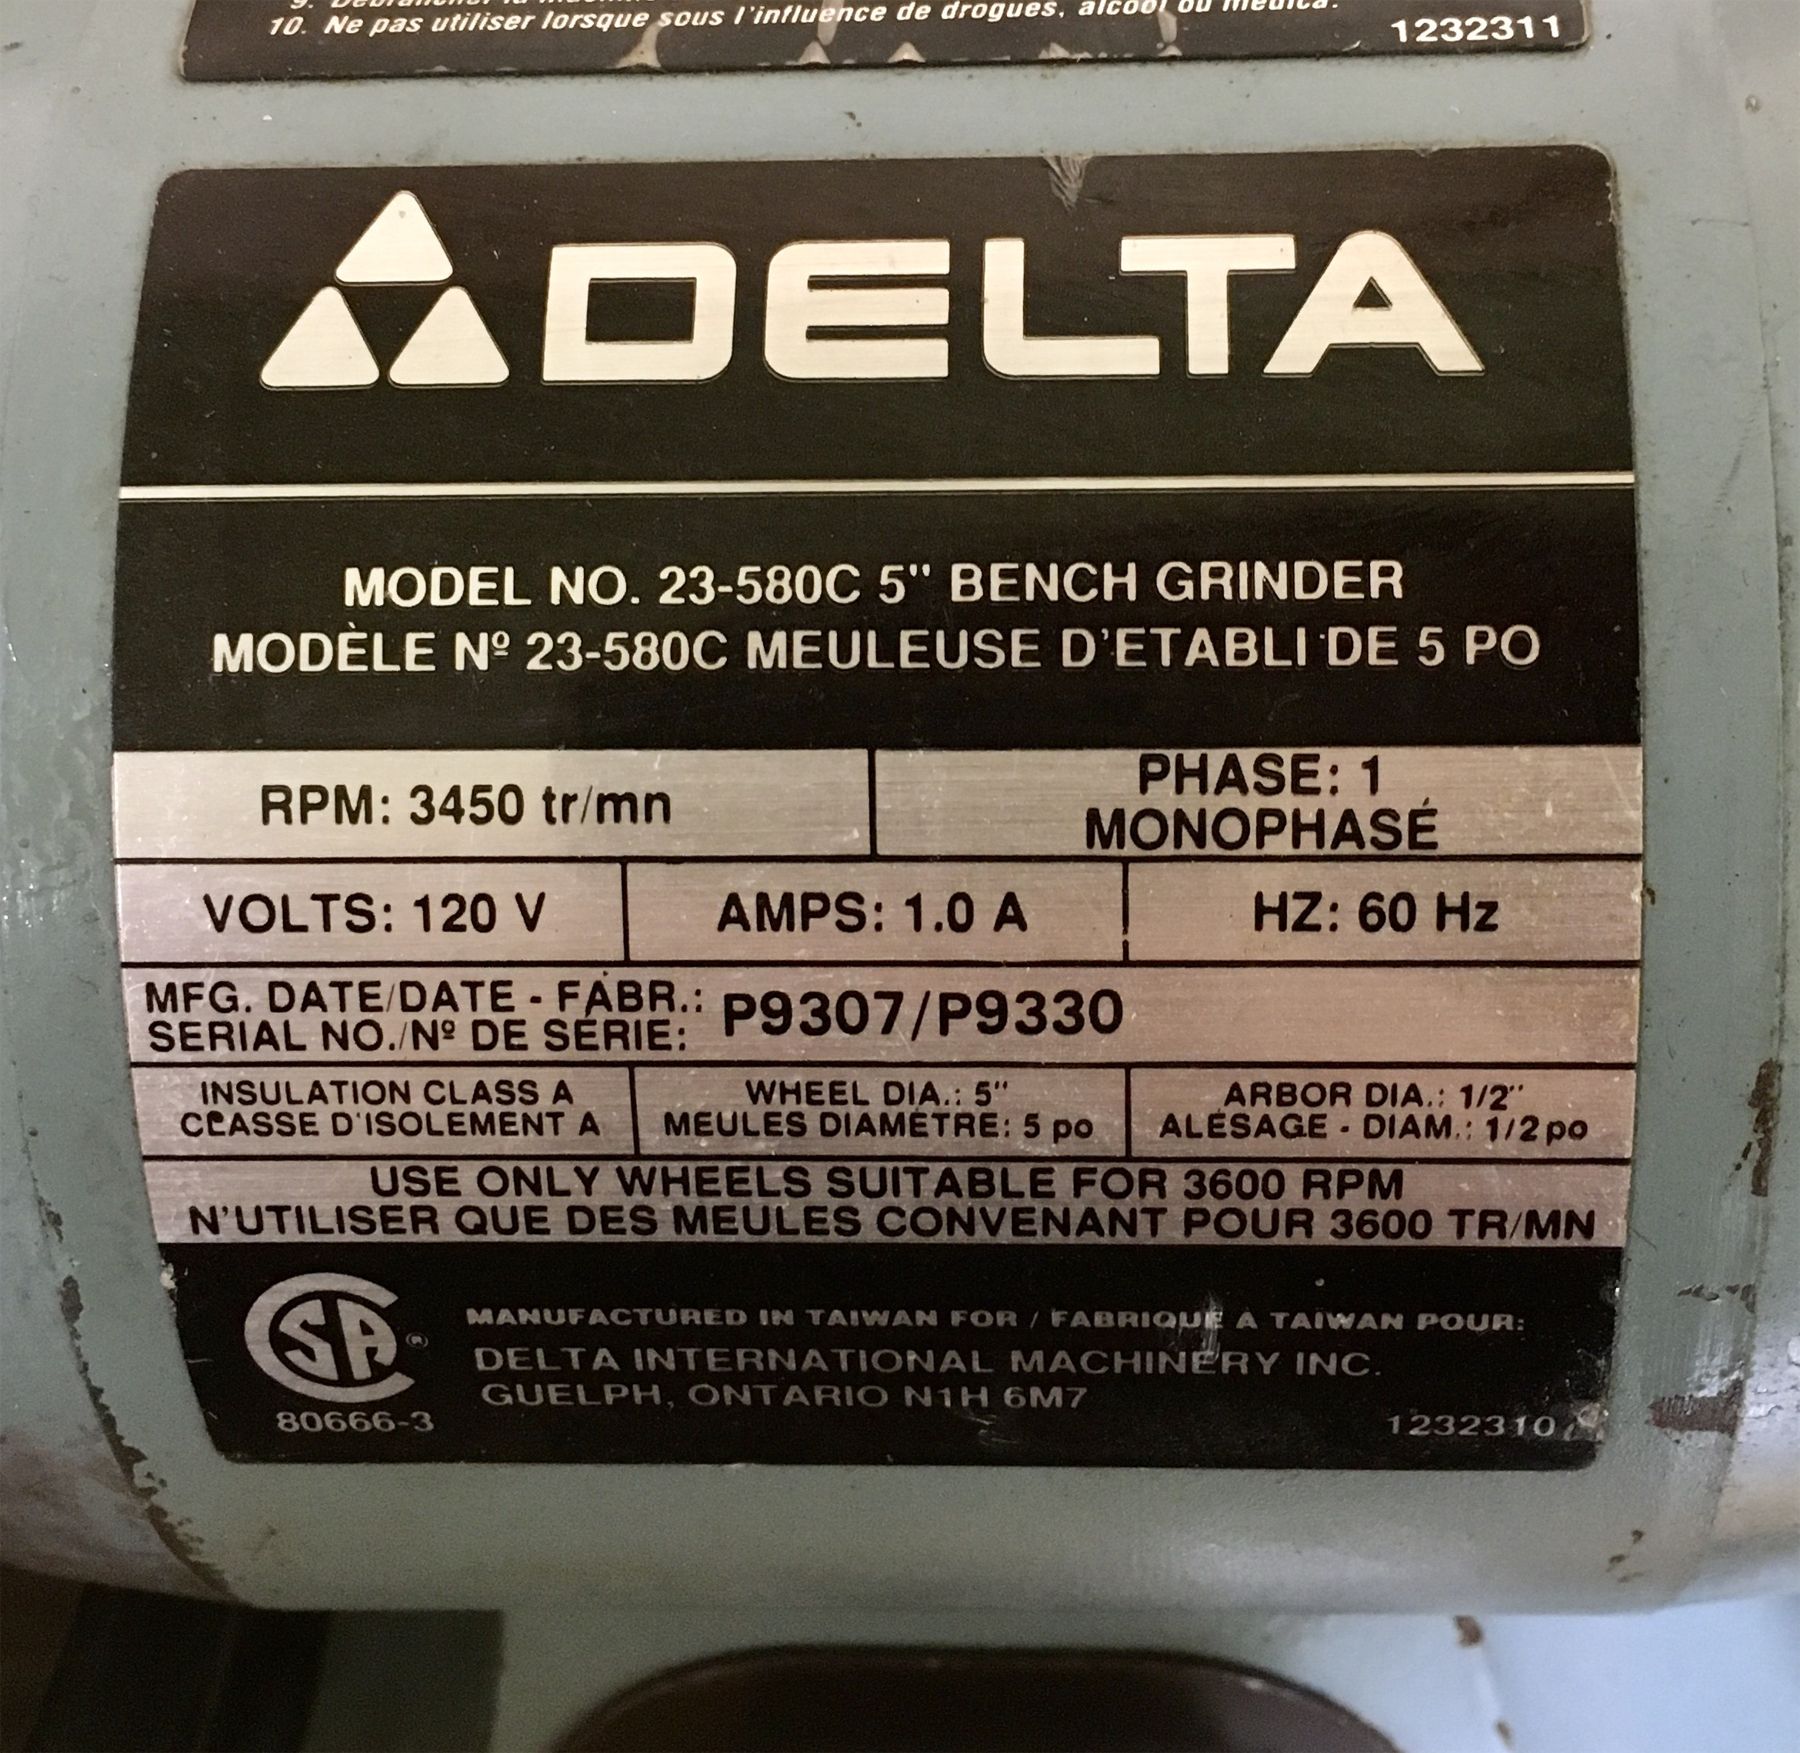 10. Ne pas utiliser lorsque sous l'influence de drogues, alcool ou
1232311
DELTA
MODEL NO. 23-580C 5" BENCH GRINDER
MODÈLE Nº 23-580C MEULEUSE D'ETABLI DE 5 PO
RPM: 3450 tr/mn
PHASE: 1
MONOPHASÉ
VOLTS: 120 V
AMPS: 1.0 A
HZ: 60 Hz
MFG. DATE/DATE - FABR.:
SERIAL NO./Nº DE SÉRIE:
P9307/P9330
INSULATION CLASS A
CLASSE D'ISOLEMENT A
WHEEL DIA.: 5"
MEULES DIAMÉTRE: 5 po
ARBOR DIA.: 1/2"
ALÉSAGE - DIAM.: 1/2 po
USE ONLY WHEELS SUITABLE FOR 3600 RPM
N'UTILISER QUE DES MEULES CONVENANT POUR 3600 TR/MN
CSA ®
80666-3
MANUFACTURED IN TAIWAN FOR / FABRIQUÉ A TAIWAN POUR:
DELTA INTERNATIONAL MACHINERY INC.
GUELPH, ONTARIO N1H 6M7
1232310